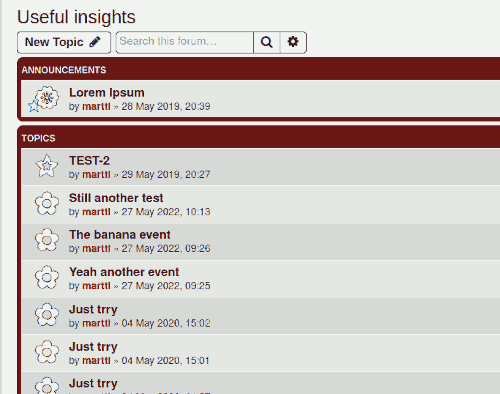 Useful insights
New Topic
Search this forum…
ANNOUNCEMENTS
Lorem Ipsum
by martti » 28 May 2019, 20:39
TOPICS
TEST-2
by martti » 29 May 2019, 20:27
Still another test
by martti » 27 May 2022, 10:13
The banana event
by martti » 27 May 2022, 09:26
Yeah another event
by martti » 27 May 2022, 09:25
Just trry
by martti » 04 May 2020, 15:02
Just trry
by martti » 04 May 2020, 15:01
Just trry